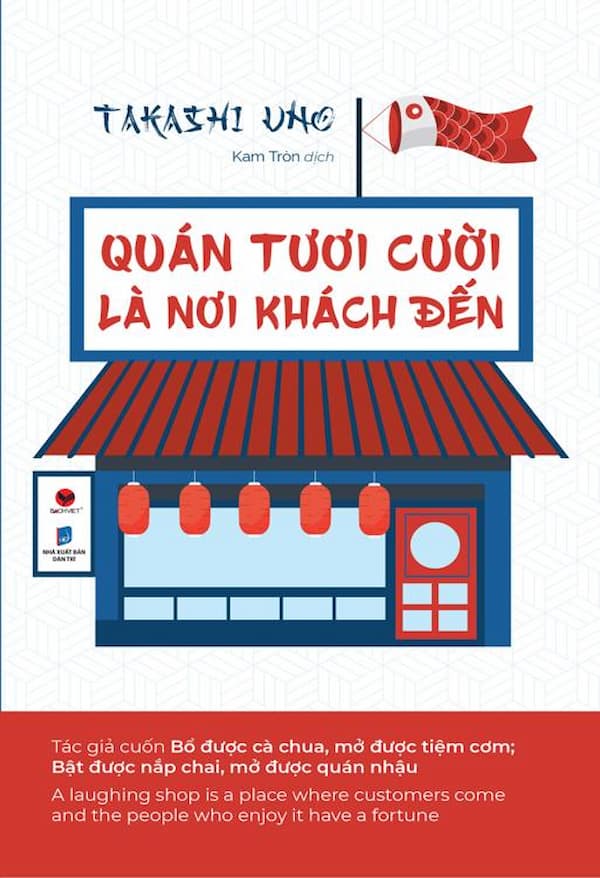 TAKASHI UNO
Kam Tròn dịch
QUÁN TƯƠI CƯỜI
LÀ NƠI KHÁCH ĐẾN
BACHVIET
NHÀ XUẤT BẢN
DÂN TRÍ
Tác giả cuốn Bổ được cà chua, mở được tiệm cơm;
Bật được nắp chai, mở được quán nhậu
A laughing shop is a place where customers come
and the people who enjoy it have a fortune